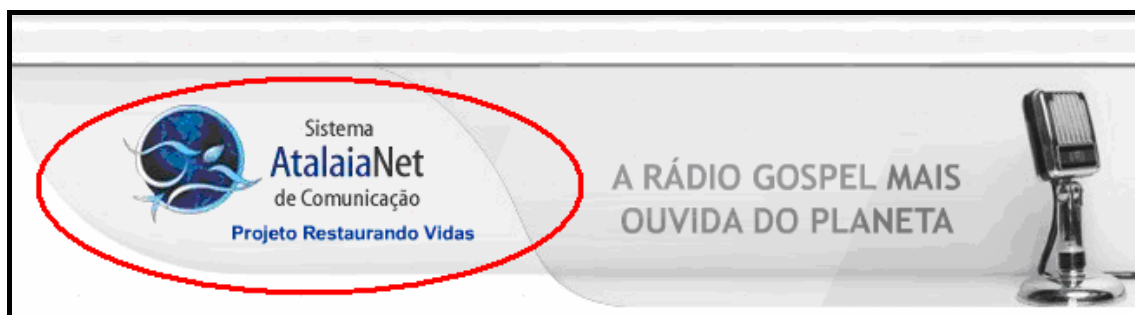 Sistema
AtalaiaNet
de Comunicação
Projeto Restaurando Vidas
A RÁDIO GOSPEL MAIS
OUVIDA DO PLANETA